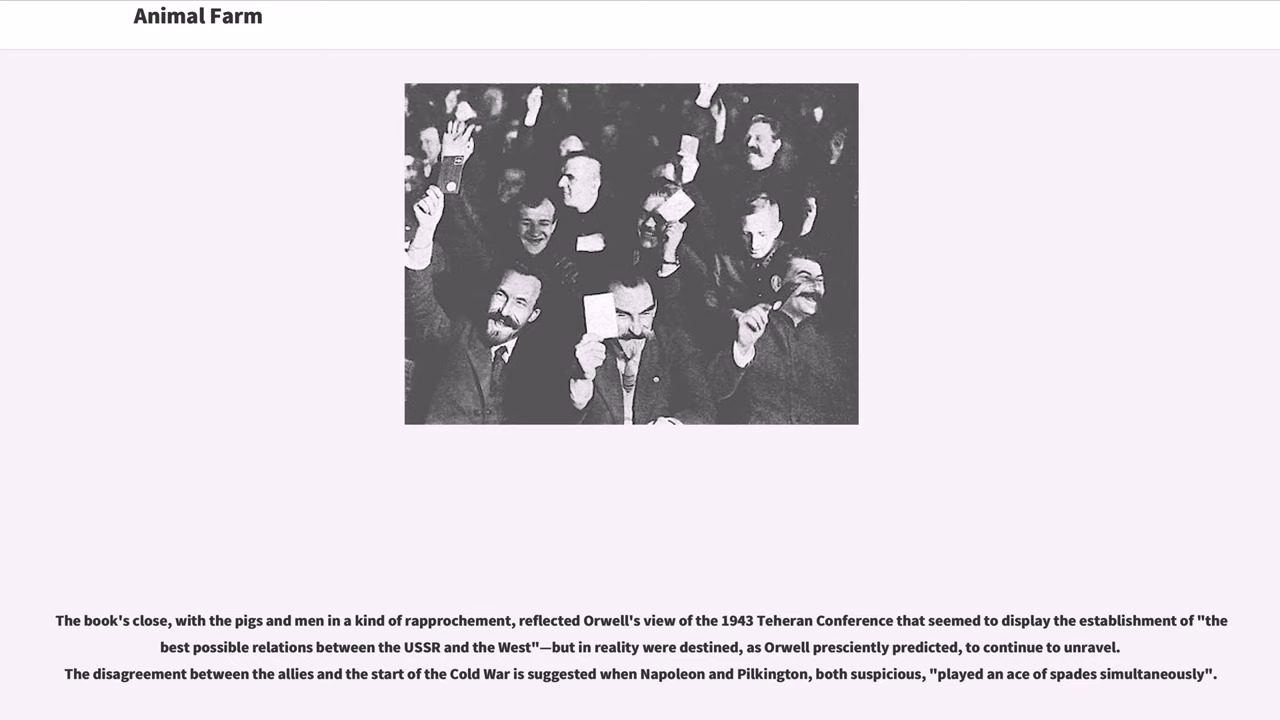 Animal Farm
The book's close, with the pigs and men in a kind of rapprochement, reflected Orwell's view of the 1943 Teheran Conference that seemed to display the establishment of "the
best possible relations between the USSR and the West"—but in reality were destined, as Orwell presciently predicted, to continue to unravel.
The disagreement between the allies and the start of the Cold War is suggested when Napoleon and Pilkington, both suspicious, "played an ace of spades simultaneously".